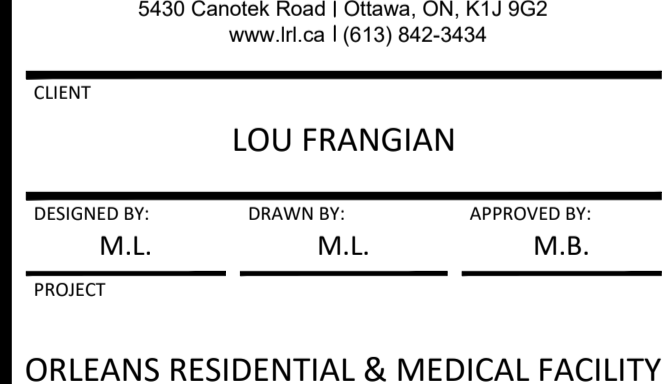 5430 Canotek Road | Ottawa, ON, K1J 9G2
www.lrl.ca | (613) 842-3434
CLIENT
LOU FRANGIAN
DESIGNED BY: DRAWN BY: APPROVED BY:
M.L. M.L. M.B.
PROJECT
ORLEANS RESIDENTIAL & MEDICAL FACILITY